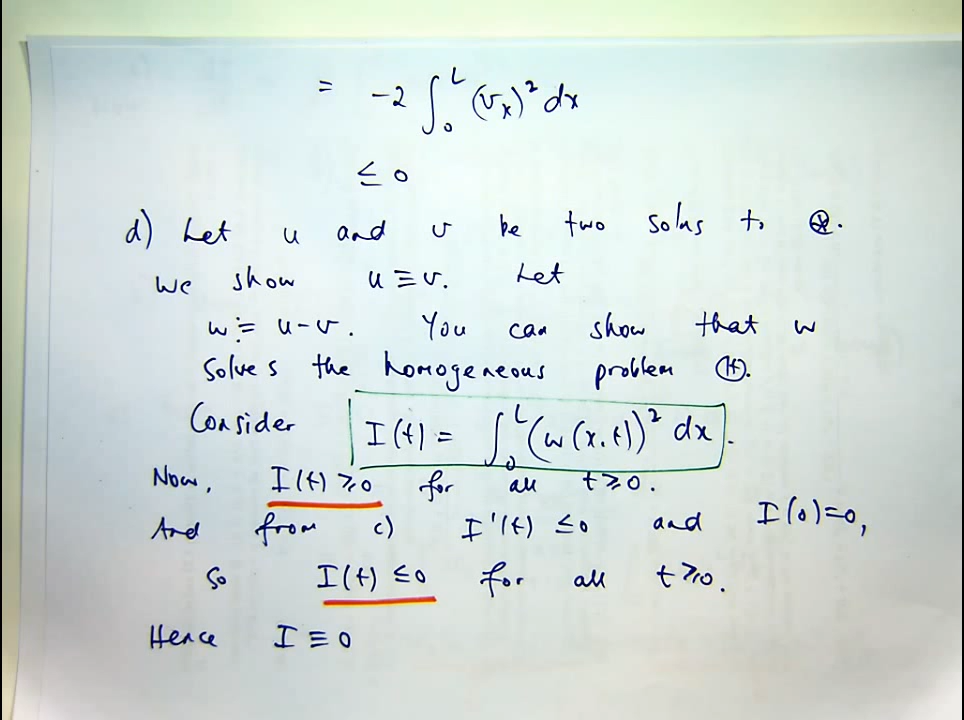 = -2 ∫₀ᴸ (vₓ)² dx
≤ 0
d) Let u and v be two solns to ⊛.
We show u ≡ v. Let
w := u-v. You can show that w
solves the homogeneous problem Ⓗ.
Consider I(t) = ∫₀ᴸ (w(x,t))² dx.
Now, I(t) ≥ 0 for all t ≥ 0.
And from c) I'(t) ≤ 0 and I(0)=0,
So I(t) ≤ 0 for all t ≥ 0.
Hence I ≡ 0